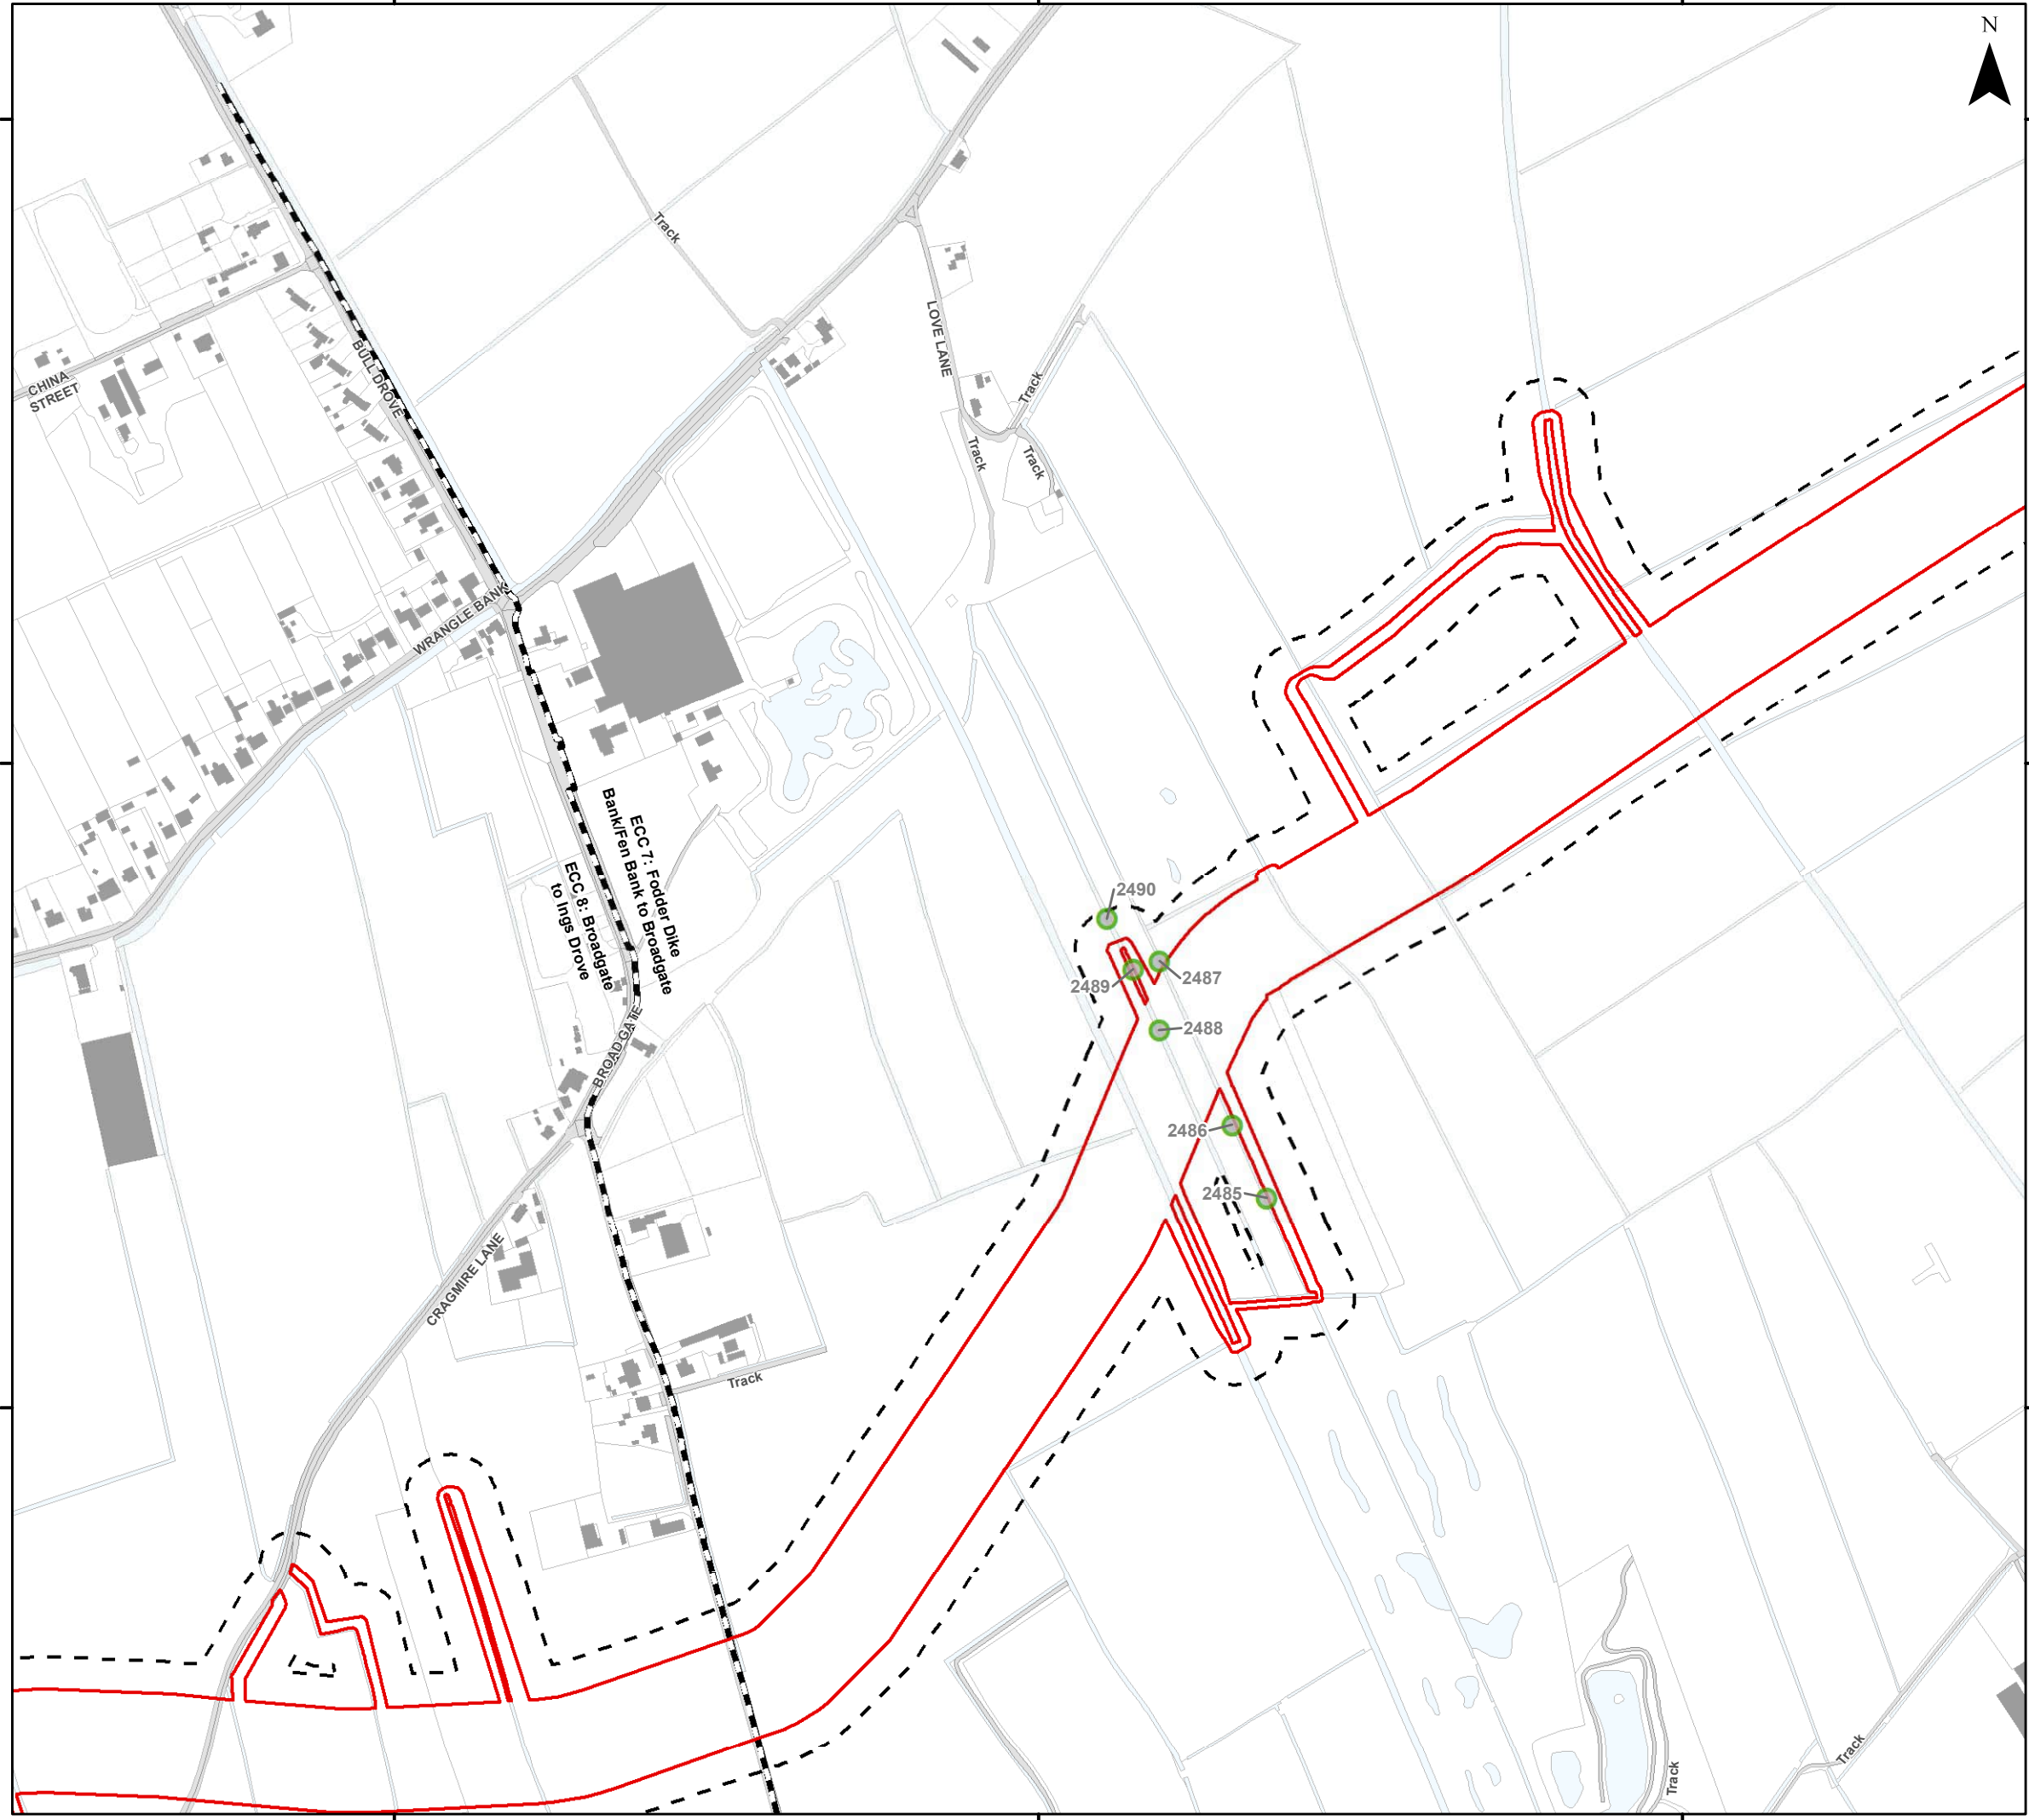 N
Track
LOVE LANE
BULL DROVE
CHINA
STREET
Track
Track
Track
WRANGLE BANK
ECC 7: Fodder Dike
Bank/Fen Bank to Broadgate
ECC 8: Broadgate
to Ings Drove
2490
2487
2489
2488
BROADGATE
2486
2485
CRAGMIRE LANE
Track
Track
Track